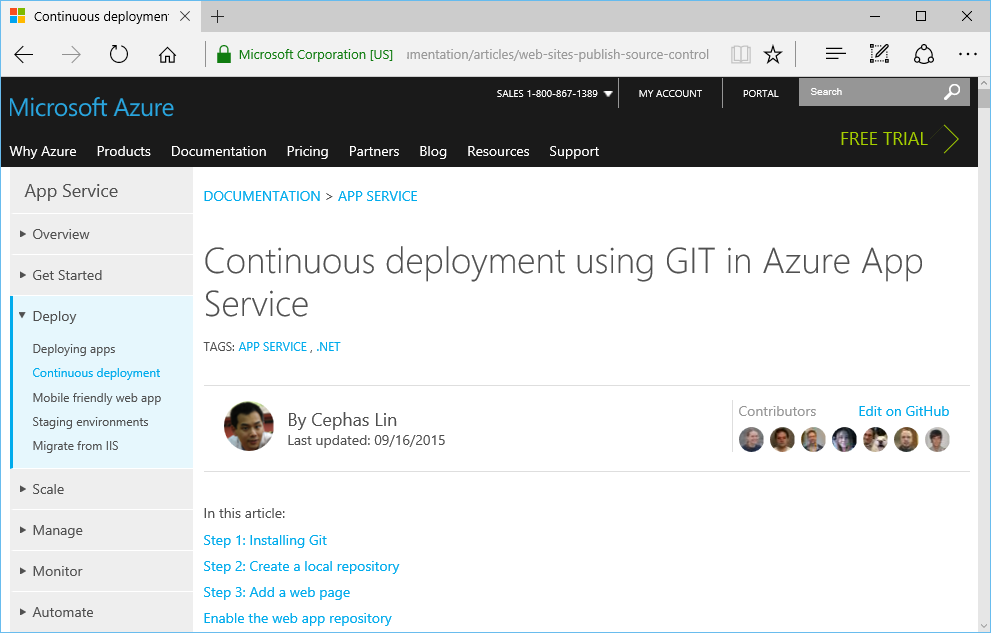 Continuous deployment
Microsoft Corporation [US] mentation/articles/web-sites-publish-source-control
SALES 1-800-867-1389 MY ACCOUNT PORTAL Search
Microsoft Azure
FREE TRIAL
Why Azure Products Documentation Pricing Partners Blog Resources Support
App Service
Overview
Get Started
Deploy
Deploying apps
Continuous deployment
Mobile friendly web app
Staging environments
Migrate from IIS
Scale
Manage
Monitor
Automate
DOCUMENTATION > APP SERVICE
Continuous deployment using GIT in Azure App
Service
TAGS: APP SERVICE , .NET
By Cephas Lin
Last updated: 09/16/2015
Contributors Edit on GitHub
In this article:
Step 1: Installing Git
Step 2: Create a local repository
Step 3: Add a web page
Enable the web app repository